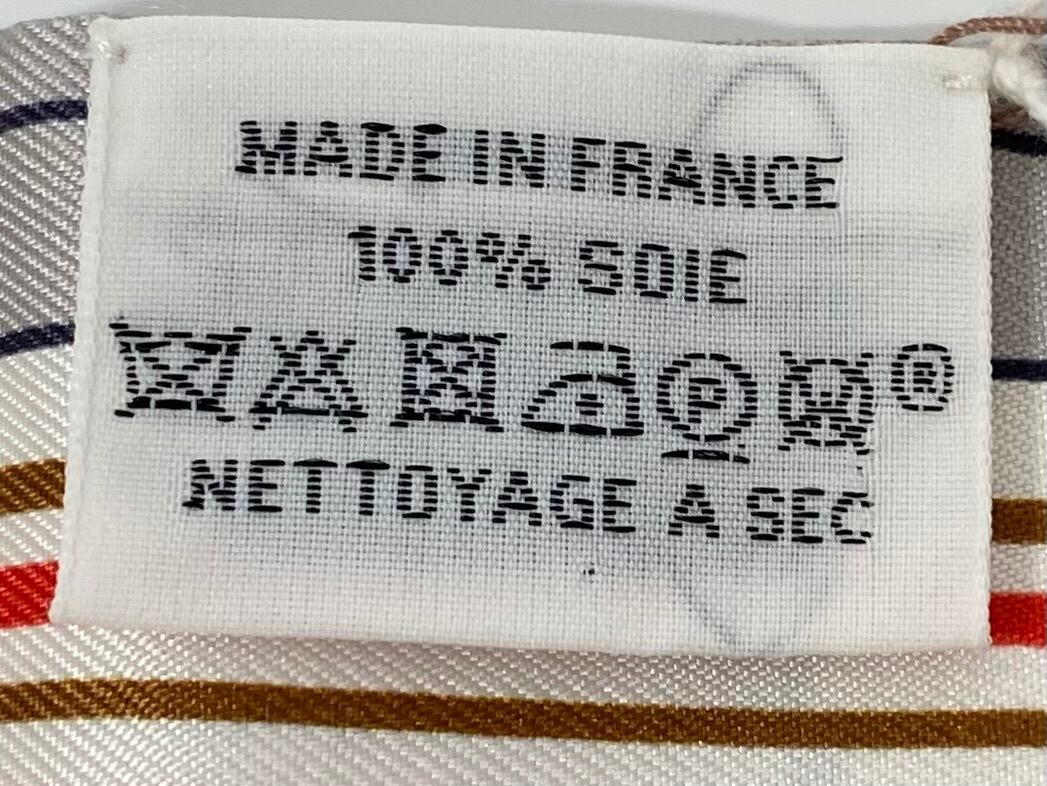 MADE IN FRANCE
100% SOIE
®
NETTOYAGE A SEC